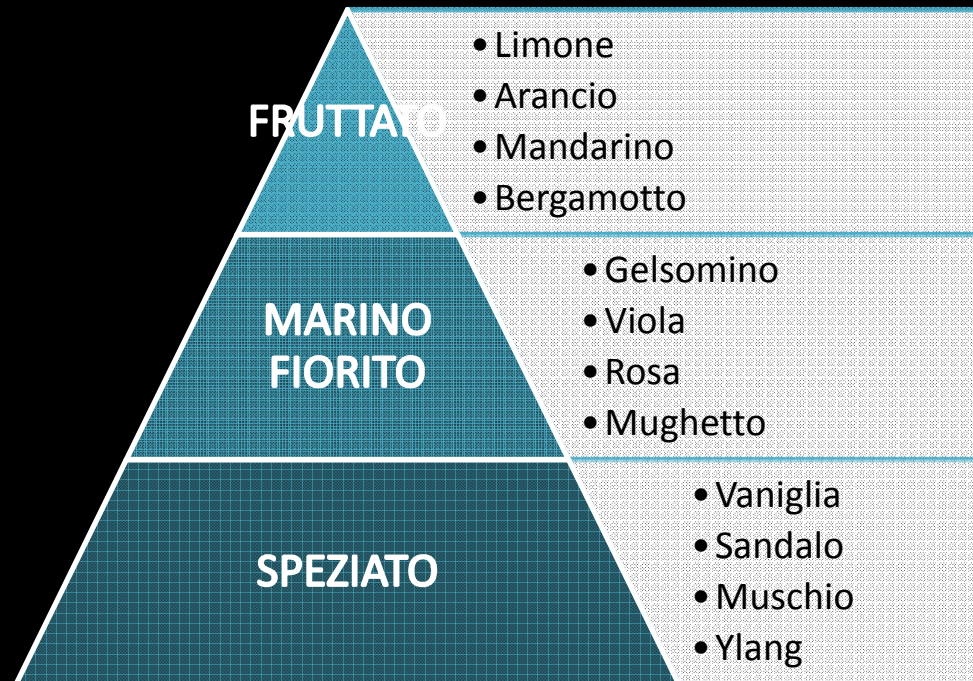 FRUTTATO
• Limone
• Arancio
• Mandarino
• Bergamotto
MARINO
FIORITO
• Gelsomino
• Viola
• Rosa
• Mughetto
SPEZIATO
• Vaniglia
• Sandalo
• Muschio
• Ylang